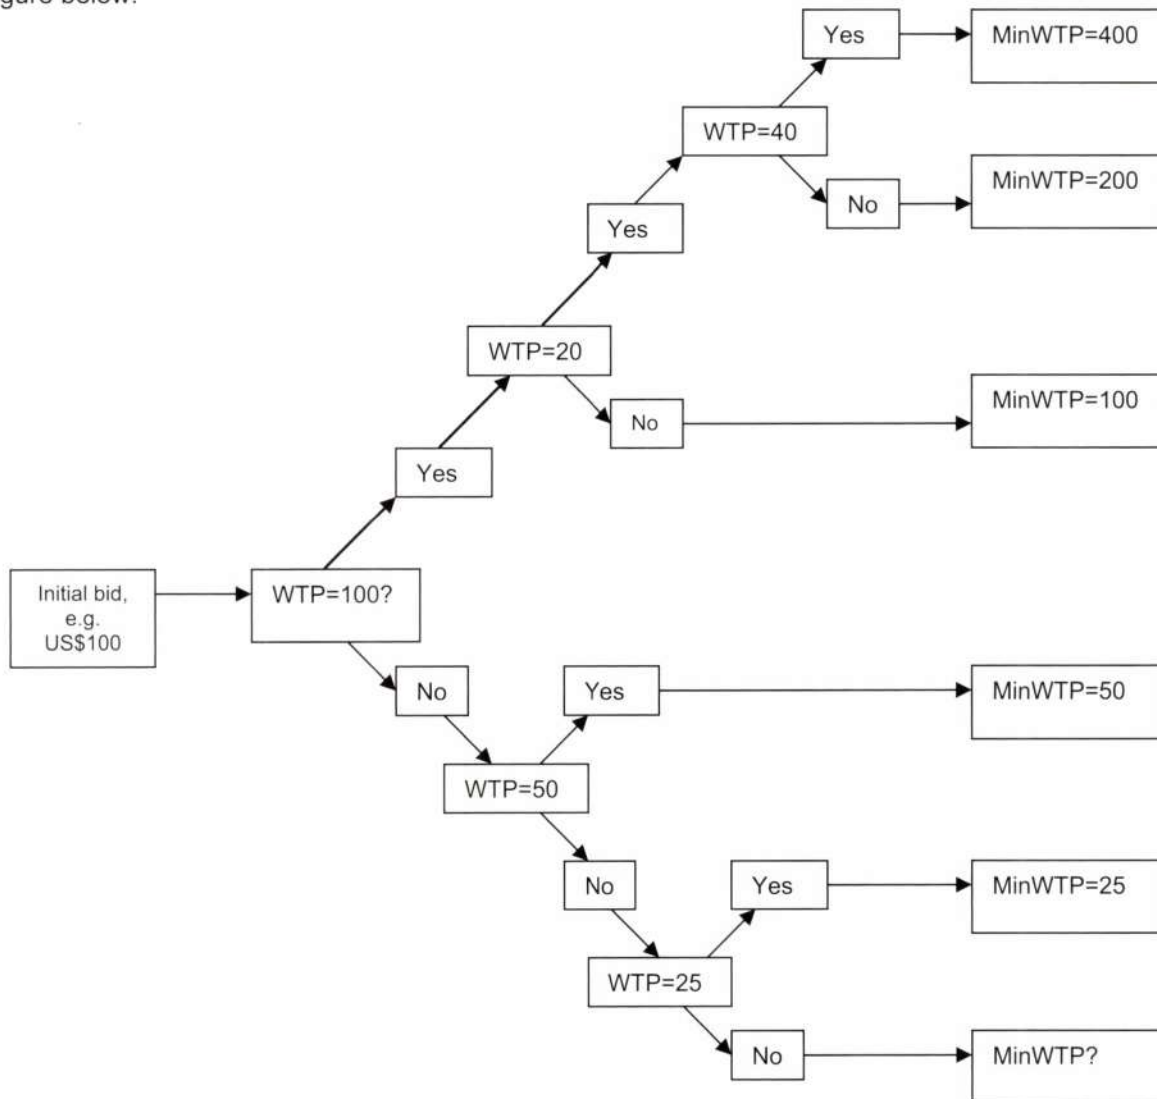 gure below.
Yes
MinWTP=400
WTP=40
MinWTP=200
No
Yes
WTP=20
MinWTP=100
No
Yes
Initial bid,
e.g.
US$100
WTP=100?
No
Yes
MinWTP=50
WTP=50
No
Yes
MinWTP=25
WTP=25
No
MinWTP?